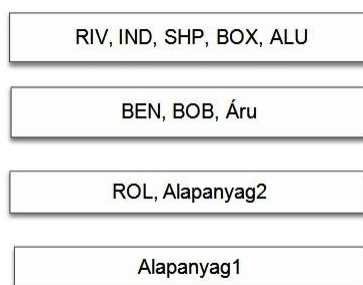 RIV, IND, SHP, BOX, ALU
BEN, BOB, Áru
ROL, Alapanyag2
Alapanyag1